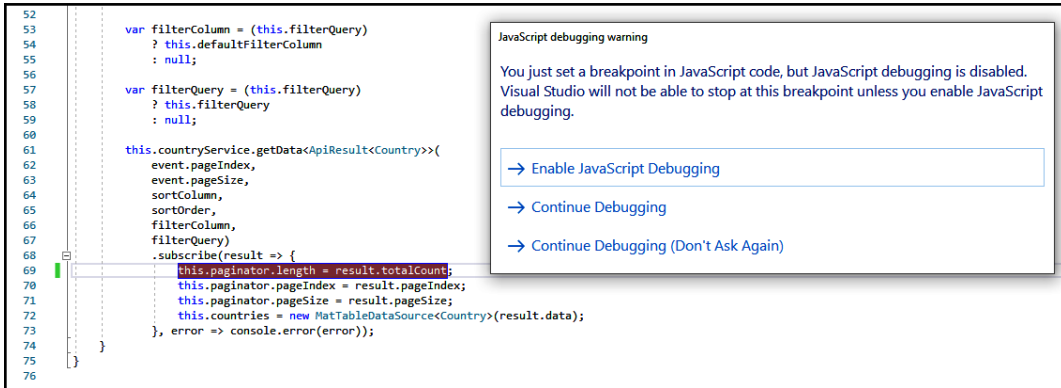 52
53 var filterColumn = (this.filterQuery)
54 ? this.defaultFilterColumn
55 : null;
56
57 var filterQuery = (this.filterQuery)
58 ? this.filterQuery
59 : null;
60
61 this.countryService.getData<ApiResult<Country>>(
62 event.pageIndex,
63 event.pageSize,
64 sortColumn,
65 sortOrder,
66 filterColumn,
67 filterQuery)
68 .subscribe(result => {
69 this.paginator.length = result.totalCount;
70 this.paginator.pageIndex = result.pageIndex;
71 this.paginator.pageSize = result.pageSize;
72 this.countries = new MatTableDataSource<Country>(result.data);
73 }, error => console.error(error));
74 }
75 }
76
JavaScript debugging warning
You just set a breakpoint in JavaScript code, but JavaScript debugging is disabled.
Visual Studio will not be able to stop at this breakpoint unless you enable JavaScript
debugging.
→ Enable JavaScript Debugging
→ Continue Debugging
→ Continue Debugging (Don't Ask Again)